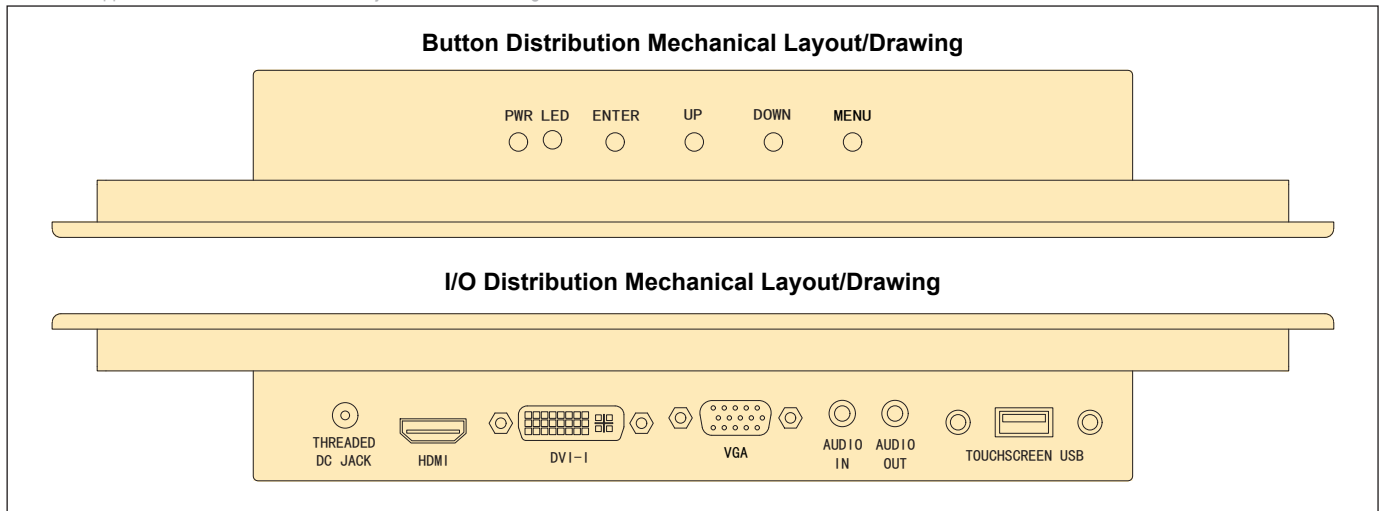 Button Distribution Mechanical Layout/Drawing
PWR LED ENTER UP DOWN MENU
I/O Distribution Mechanical Layout/Drawing
THREADED
DC JACK
HDMI
DVI-I
VGA
AUDIO
IN
AUDIO
OUT
TOUCHSCREEN USB